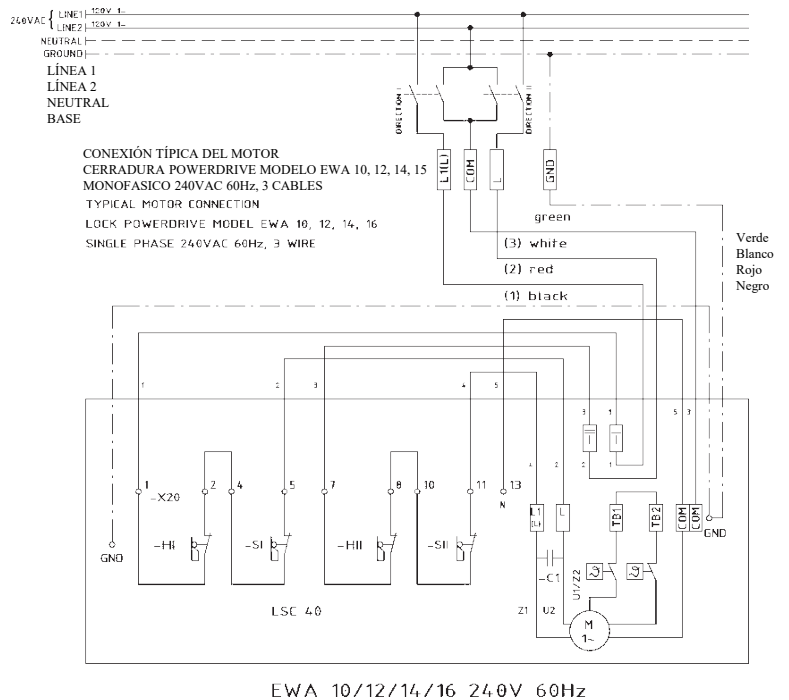 240VAC
LINE1 120V 1~
LINE2 120V 1~
NEUTRAL
GROUND
LÍNEA 1
LÍNEA 2
NEUTRAL
BASE
DIRECTION I
DIRECTION II
L1(L)
COM
L
GND
CONEXIÓN TÍPICA DEL MOTOR
CERRADURA POWERDRIVE MODELO EWA 10, 12, 14, 15
MONOFASICO 240VAC 60Hz, 3 CABLES
TYPICAL MOTOR CONNECTION
LOCK POWERDRIVE MODEL EWA 10, 12, 14, 16
SINGLE PHASE 240VAC 60Hz, 3 WIRE
green
(3) white
(2) red
(1) black
Verde
Blanco
Rojo
Negro
1 2 3 4 5
3 1 5 3
4 2 2 1
1 2 4 5 7 8 10 11 13
-X20
N
L1
(L)
L
TB1
TB2
COM
COM
GND
GND
-HI
-SI
-HII
-SII
-C1
U1/Z2
LSC 40
Z1 U2
M
1~
EWA 10/12/14/16 240V 60Hz